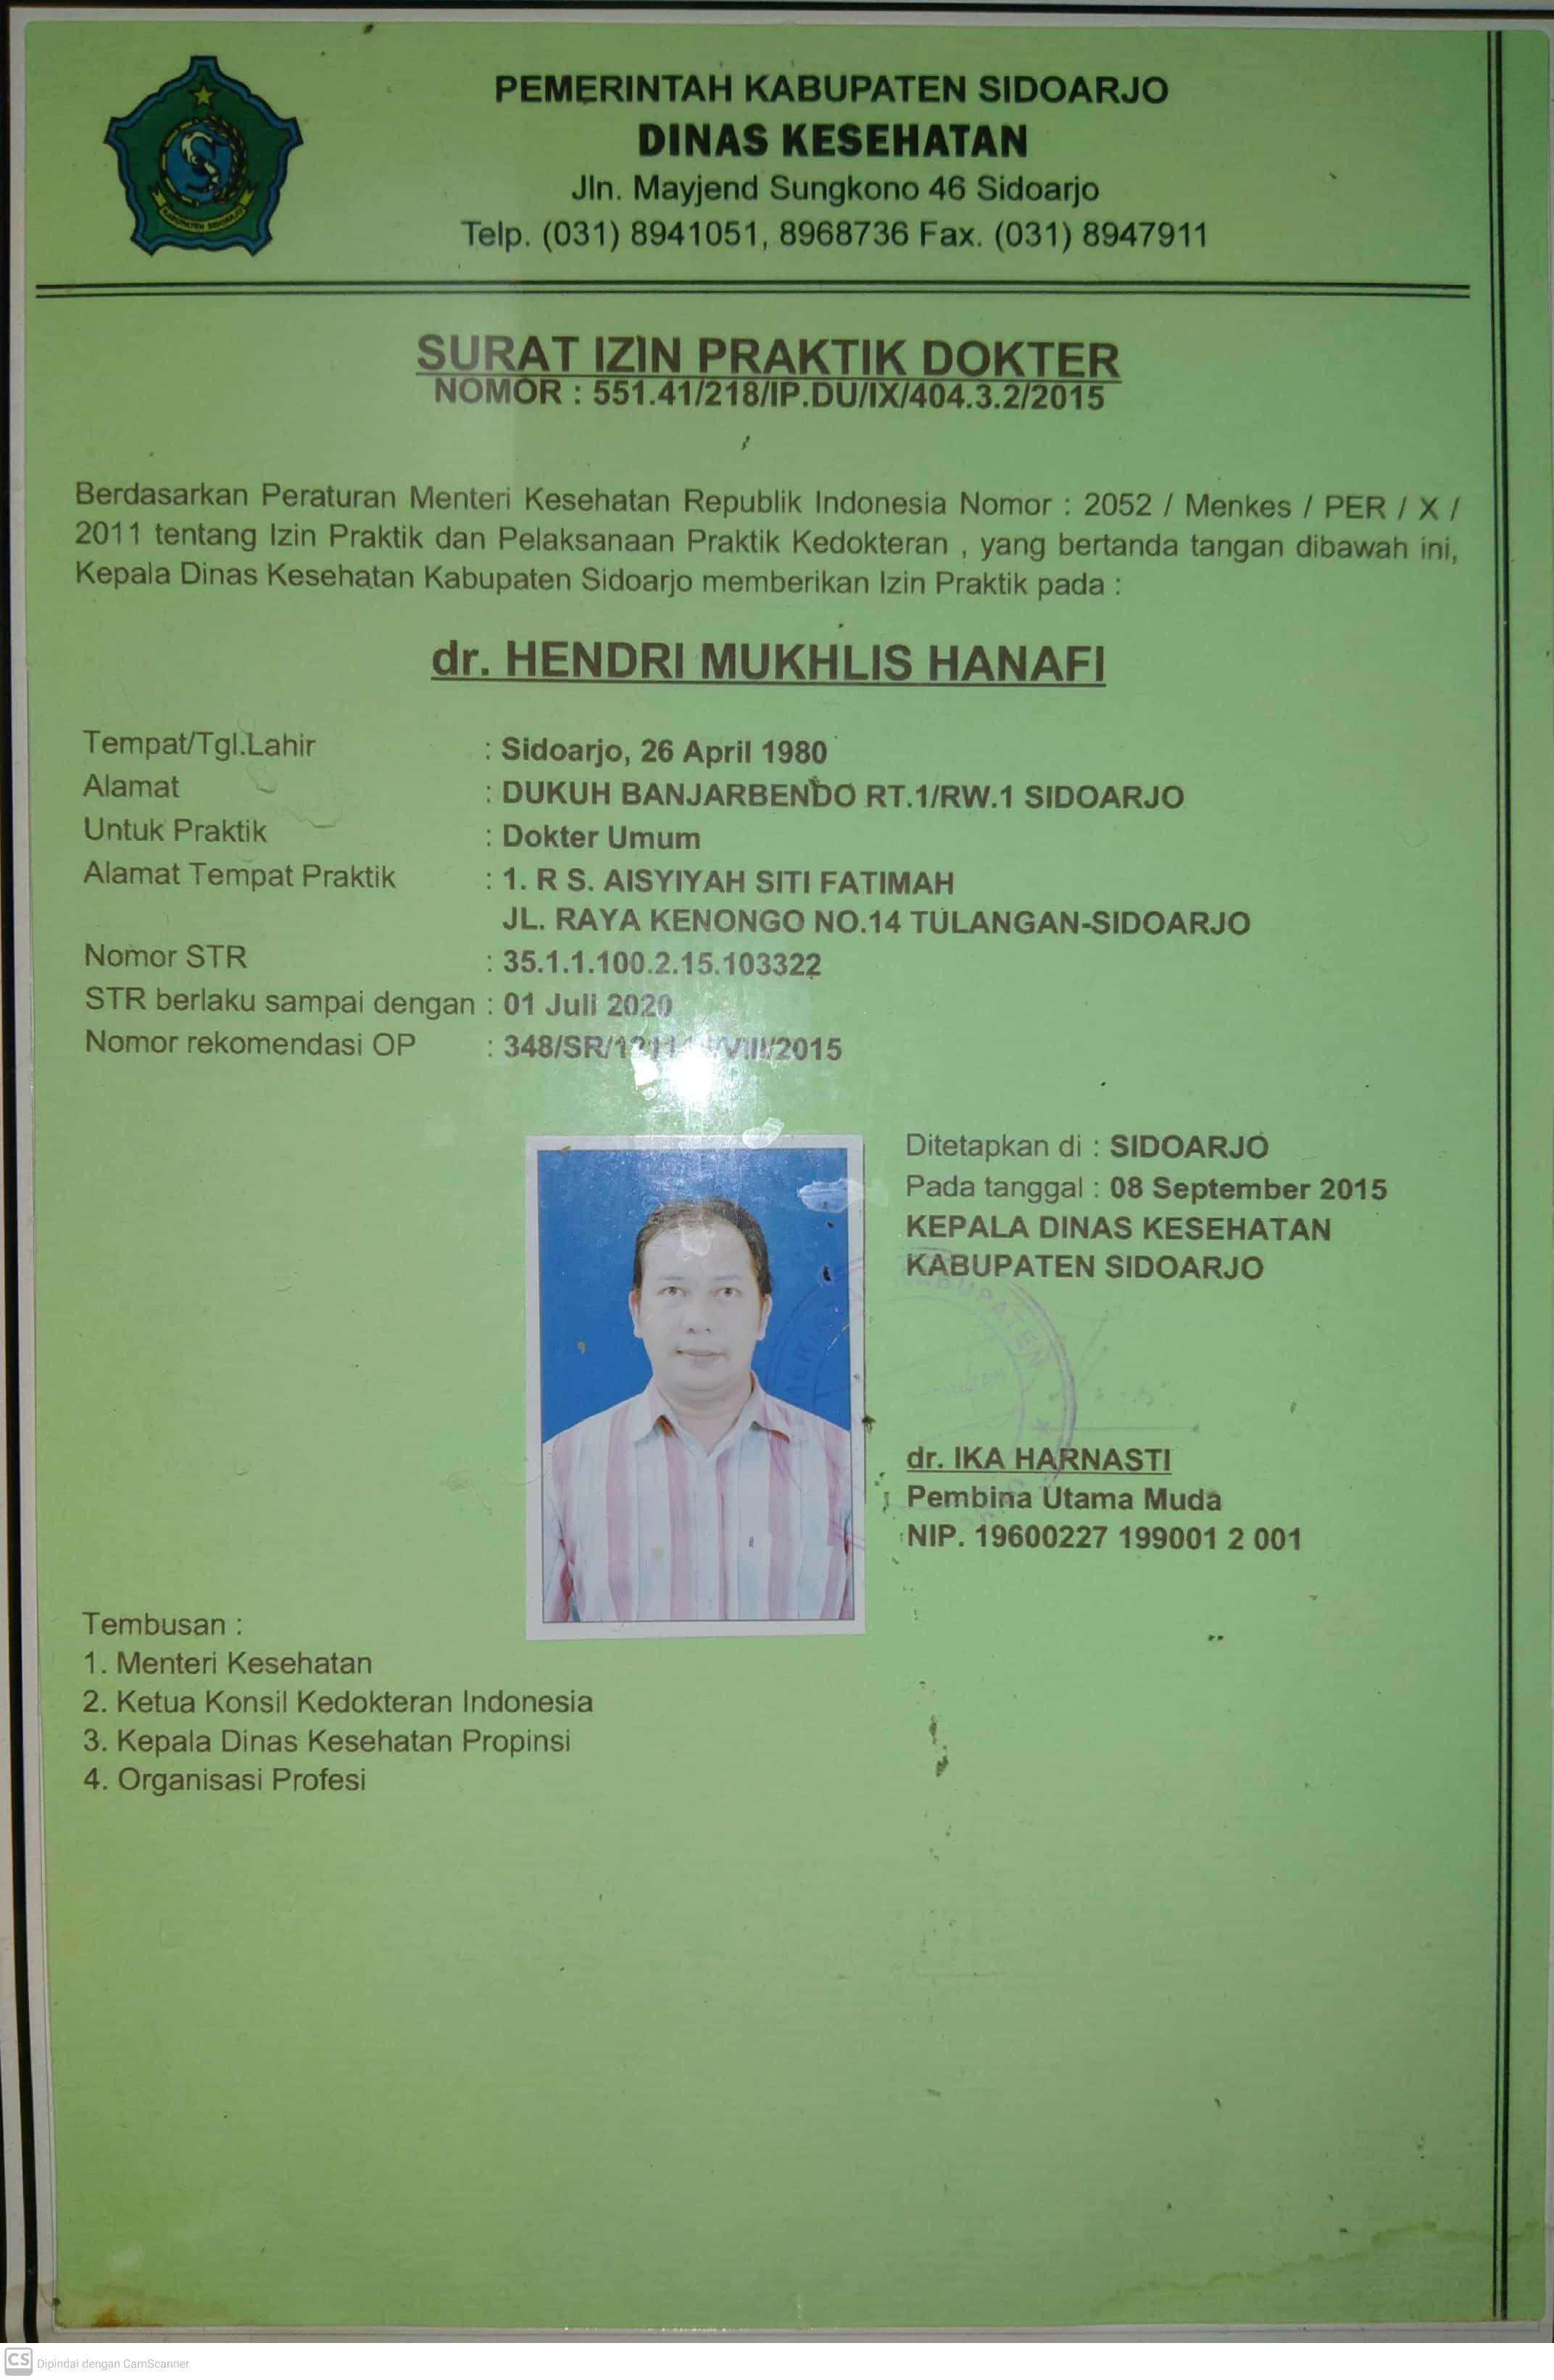 PEMERINTAH KABUPATEN SIDOARJO
DINAS KESEHATAN
Jln. Mayjend Sungkono 46 Sidoarjo
Telp. (031) 8941051, 8968736 Fax. (031) 8947911
KABUPATEN SIDOARJO
SURAT IZIN PRAKTIK DOKTER
NOMOR : 551.41/218/IP.DU/IX/404.3.2/2015
Berdasarkan Peraturan Menteri Kesehatan Republik Indonesia Nomor : 2052 / Menkes / PER / X /
2011 tentang Izin Praktik dan Pelaksanaan Praktik Kedokteran , yang bertanda tangan dibawah ini,
Kepala Dinas Kesehatan Kabupaten Sidoarjo memberikan Izin Praktik pada :
dr. HENDRI MUKHLIS HANAFI
Tempat/Tgl.Lahir : Sidoarjo, 26 April 1980
Alamat : DUKUH BANJARBENDO RT.1/RW.1 SIDOARJO
Untuk Praktik : Dokter Umum
Alamat Tempat Praktik : 1. R S. AISYIYAH SITI FATIMAH
JL. RAYA KENONGO NO.14 TULANGAN-SIDOARJO
Nomor STR : 35.1.1.100.2.15.103322
STR berlaku sampai dengan : 01 Juli 2020
Nomor rekomendasi OP :
Ditetapkan di : SIDOARJO
Pada tanggal : 08 September 2015
KEPALA DINAS KESEHATAN
KABUPATEN SIDOARJO
KABUPATEN
dr. IKA HARNASTI
Pembina Utama Muda
NIP. 19600227 199001 2 001
Tembusan :
1. Menteri Kesehatan
2. Ketua Konsil Kedokteran Indonesia
3. Kepala Dinas Kesehatan Propinsi
4. Organisasi Profesi
CS Dipindai dengan CamScanner